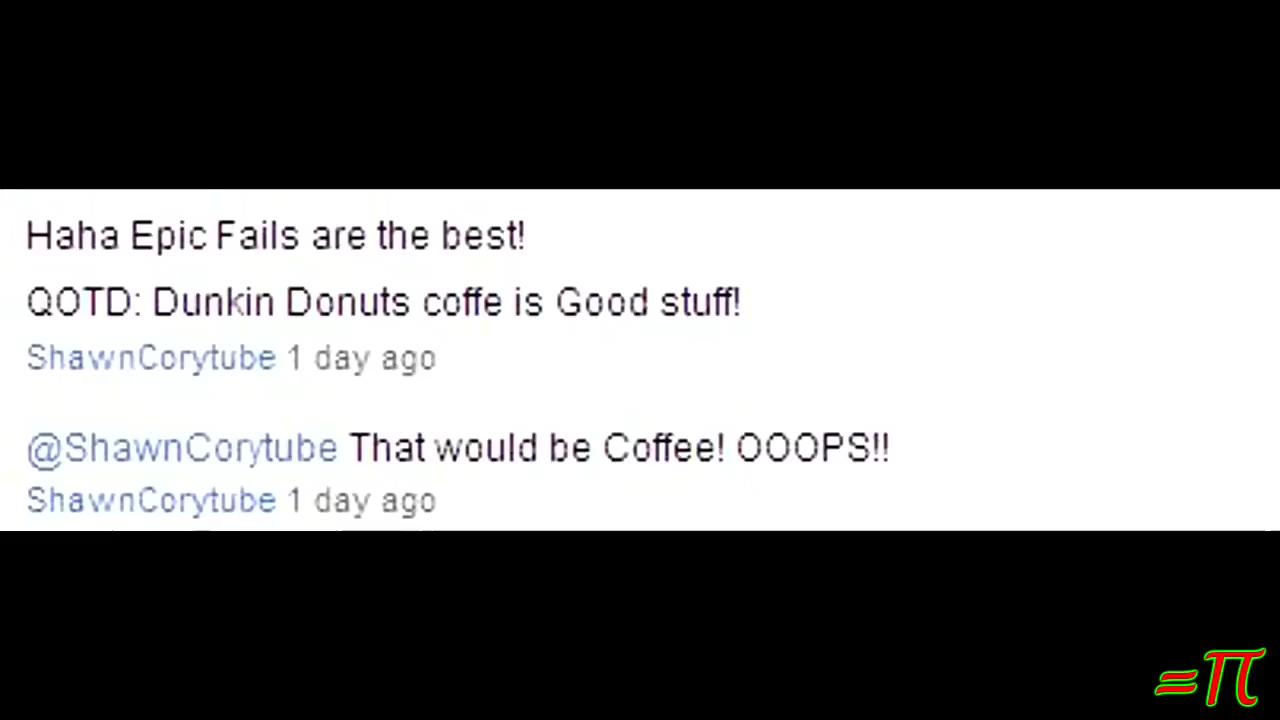 Haha Epic Fails are the best!
QOTD: Dunkin Donuts coffe is Good stuff!
ShawnCorytube 1 day ago
@ShawnCorytube That would be Coffee! OOOPS!!
ShawnCorytube 1 day ago
=π